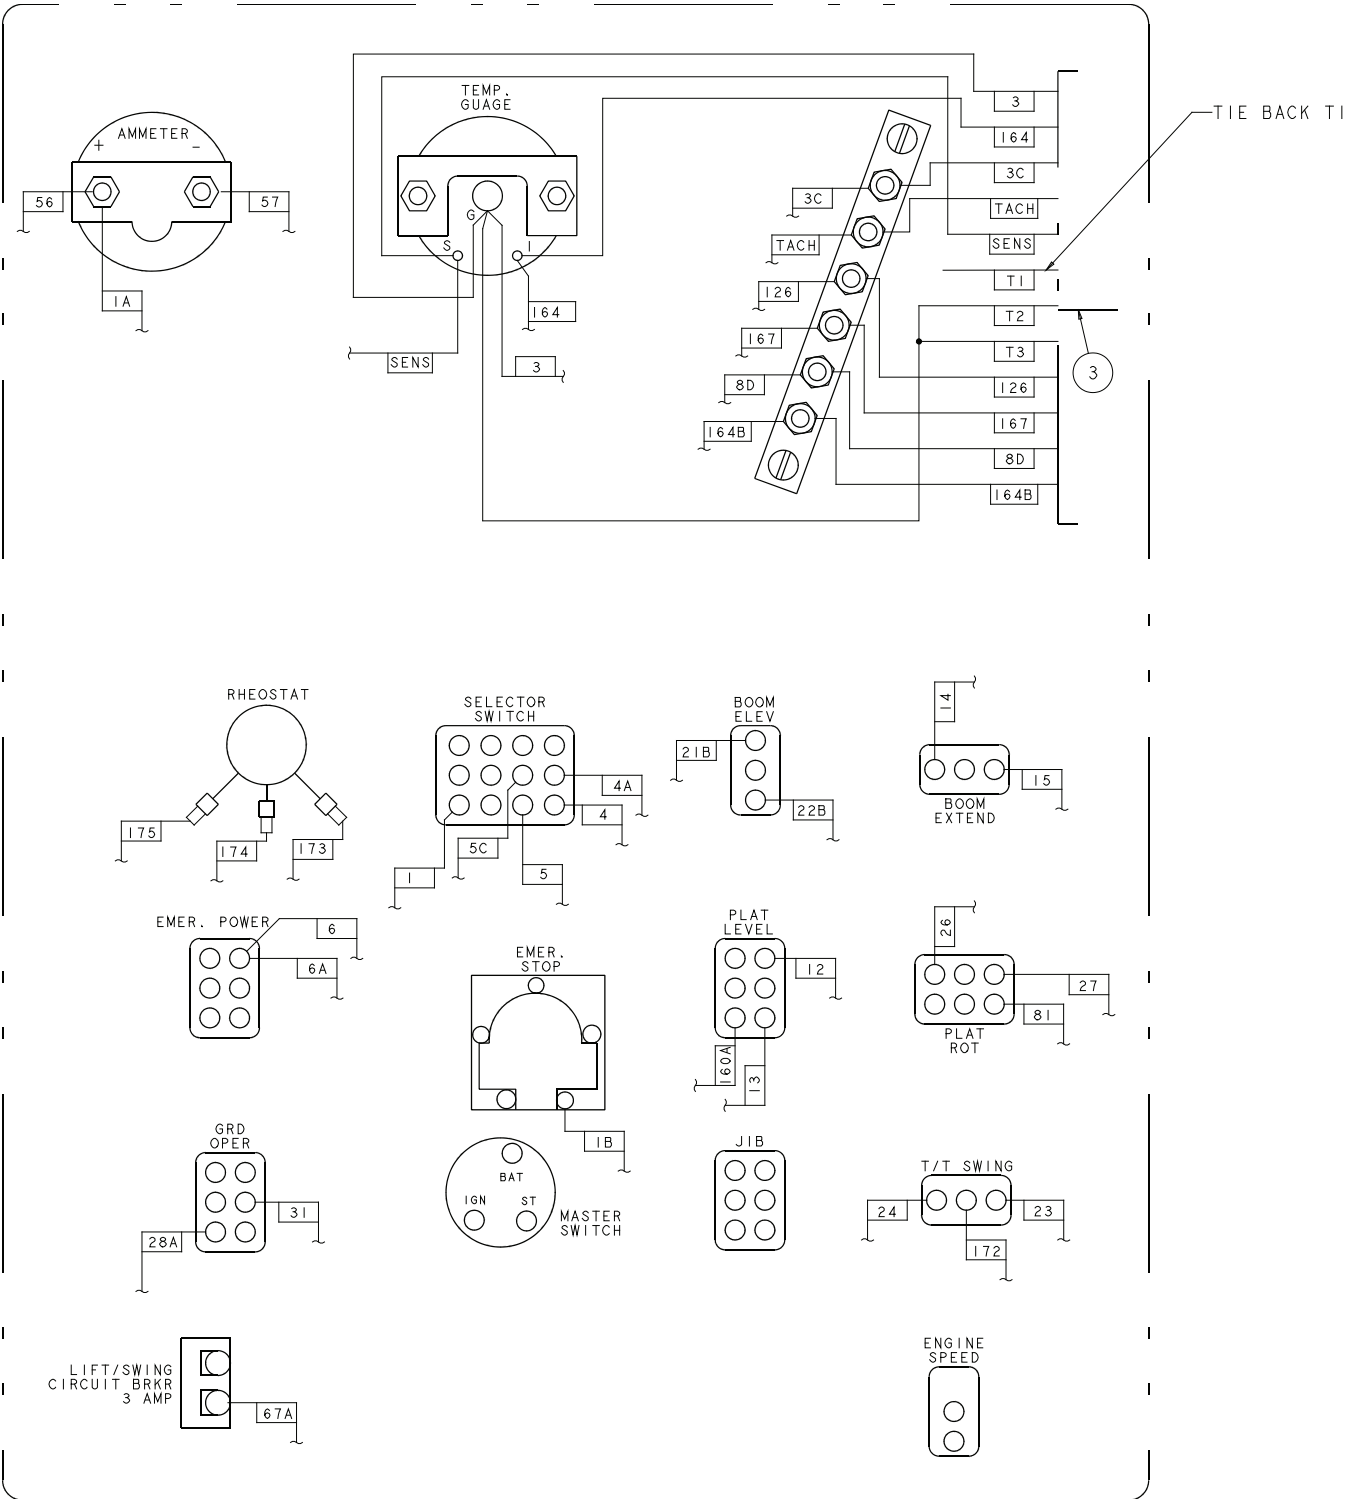 TEMP.
GUAGE
AMMETER
+ -
3
164
TIE BACK T1
3C
3C
56
57
TACH
G
S I
TACH
SENS
T1
126
1A
164
T2
167
SENS
3
T3
3
8D
126
164B
167
8D
164B
RHEOSTAT
SELECTOR
SWITCH
BOOM
ELEV
14
21B
4A
15
22B
4
BOOM
EXTEND
175
174
173
5C
1
5
EMER. POWER
6
6A
EMER.
STOP
PLAT
LEVEL
12
26
27
81
PLAT
ROT
160A
13
GRD
OPER
1B
JIB
BAT
IGN ST
MASTER
SWITCH
T/T SWING
31
28A
24
23
172
LIFT/SWING
CIRCUIT BRKR
3 AMP
67A
ENGINE
SPEED